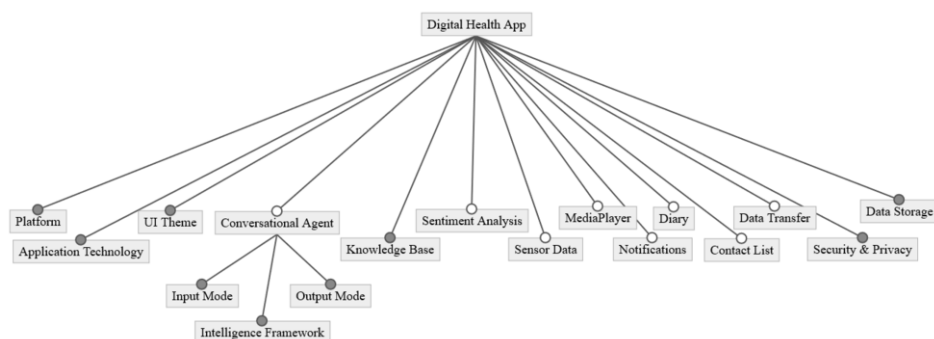 Digital Health App
Platform
UI Theme
Conversational Agent
Sentiment Analysis
MediaPlayer
Diary
Data Transfer
Data Storage
Application Technology
Knowledge Base
Sensor Data
Notifications
Contact List
Security & Privacy
Input Mode
Output Mode
Intelligence Framework